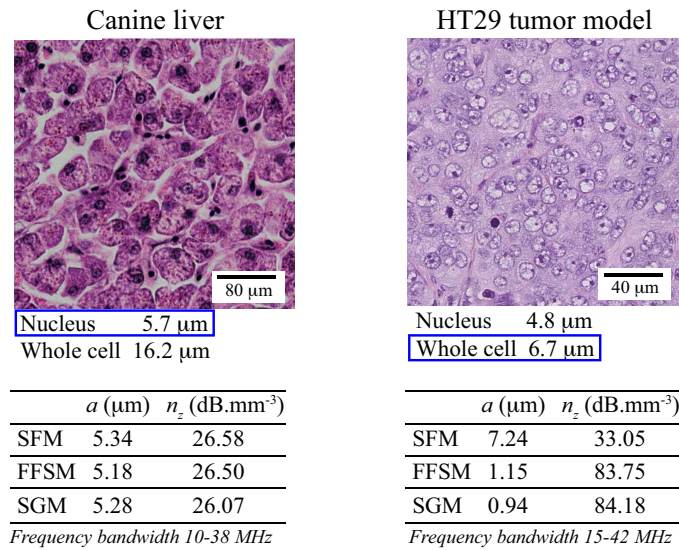 Canine liver
80 µm
Nucleus 5.7 µm
Whole cell 16.2 µm
a (µm) n_z (dB.mm⁻³)
SFM 5.34 26.58
FFSM 5.18 26.50
SGM 5.28 26.07
Frequency bandwidth 10-38 MHz
HT29 tumor model
40 µm
Nucleus 4.8 µm
Whole cell 6.7 µm
a (µm) n_z (dB.mm⁻³)
SFM 7.24 33.05
FFSM 1.15 83.75
SGM 0.94 84.18
Frequency bandwidth 15-42 MHz